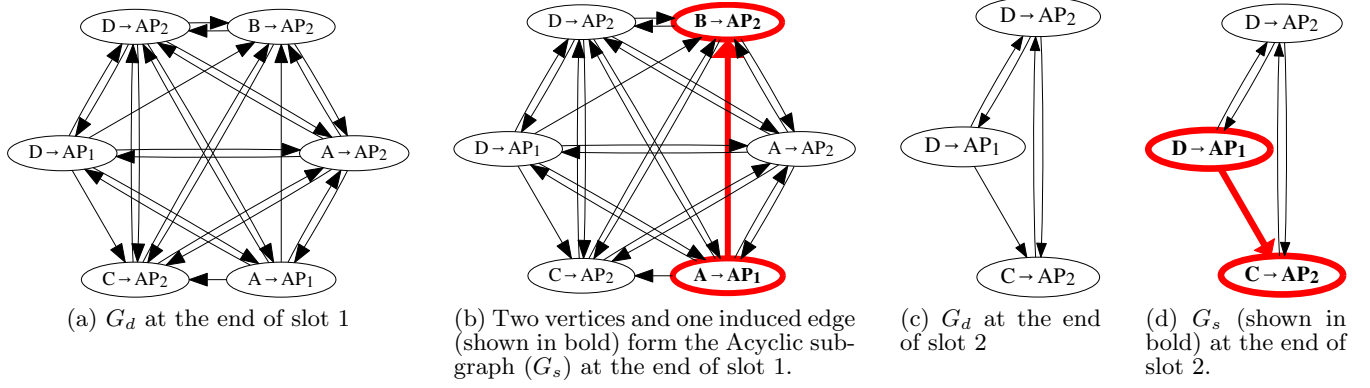 D → AP2
B → AP2
D → AP1
A → AP2
C → AP2
A → AP1
(a) Gd at the end of slot 1
D → AP2
B → AP2
D → AP1
A → AP2
C → AP2
A → AP1
(b) Two vertices and one induced edge
(shown in bold) form the Acyclic sub-
graph (Gs) at the end of slot 1.
D → AP2
D → AP1
C → AP2
(c) Gd at the end
of slot 2
D → AP2
D → AP1
C → AP2
(d) Gs (shown in
bold) at the end of
slot 2.